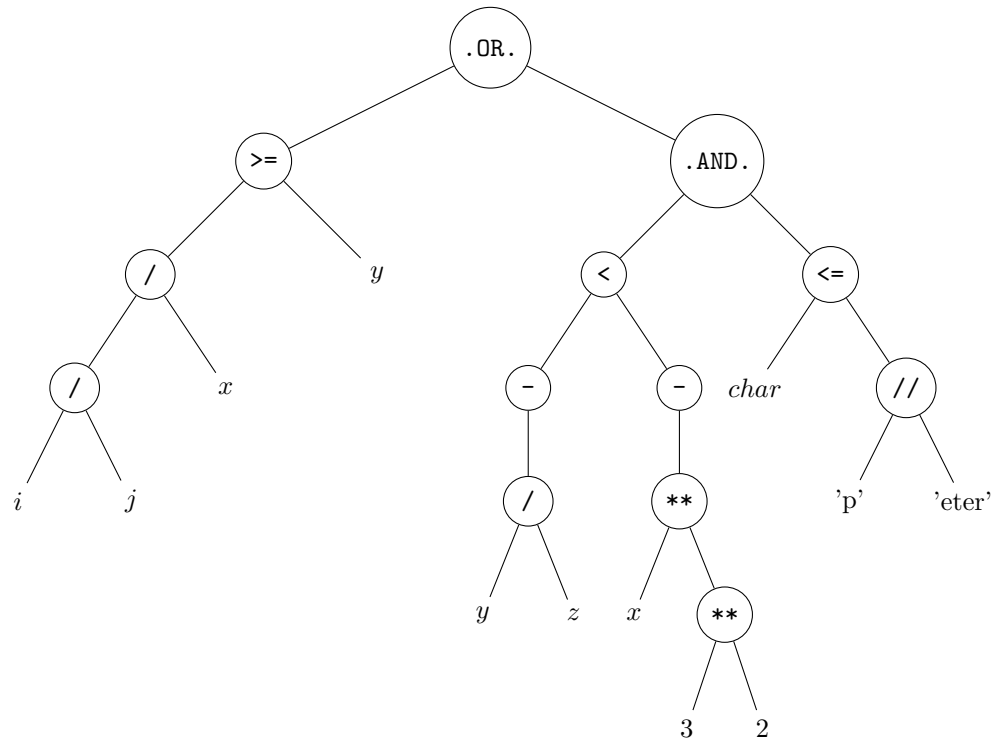 .OR.
>= .AND.
/ y < <=
/ x - - char //
i j / ** 'p' 'eter'
y z x **
3 2